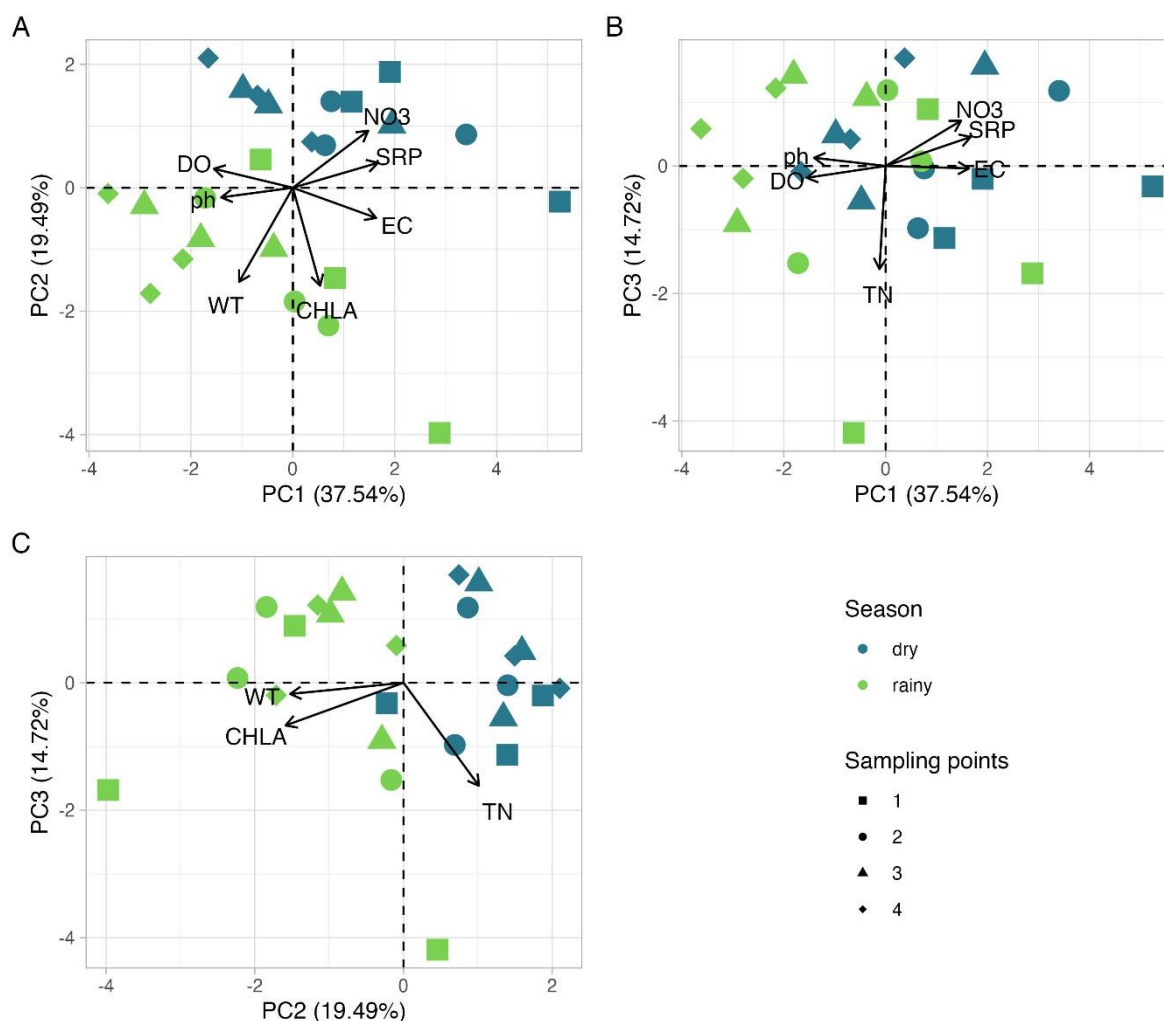 A
2
0
-2
-4
-4
-2
0
2
4
PC2 (19.49%)
PC1 (37.54%)
NO3
SRP
DO
ph
EC
WT
CHLA
B
0
-2
-4
-4
-2
0
2
4
PC3 (14.72%)
PC1 (37.54%)
NO3
SRP
ph
EC
DO
TN
C
0
-2
-4
-4
-2
0
2
PC3 (14.72%)
PC2 (19.49%)
WT
CHLA
TN
Season
dry
rainy
Sampling points
1
2
3
4